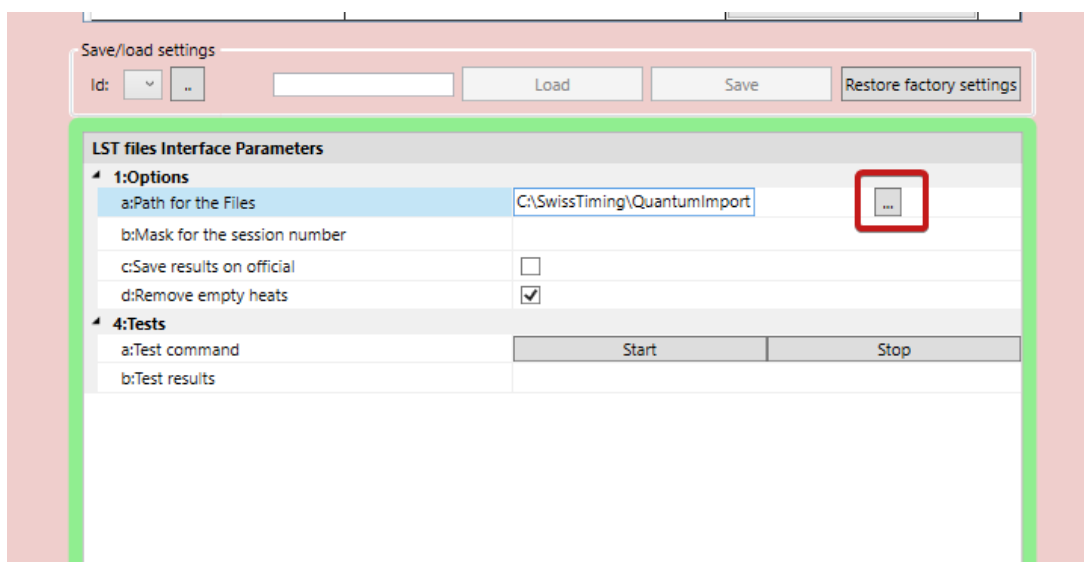 Save/load settings
Id: .. Load Save Restore factory settings
LST files Interface Parameters
1:Options
a:Path for the Files C:\SwissTiming\QuantumImport ...
b:Mask for the session number
c:Save results on official
d:Remove empty heats
4:Tests
a:Test command Start Stop
b:Test results